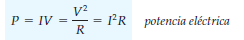 P = IV = V²/R = I²R potencia eléctrica